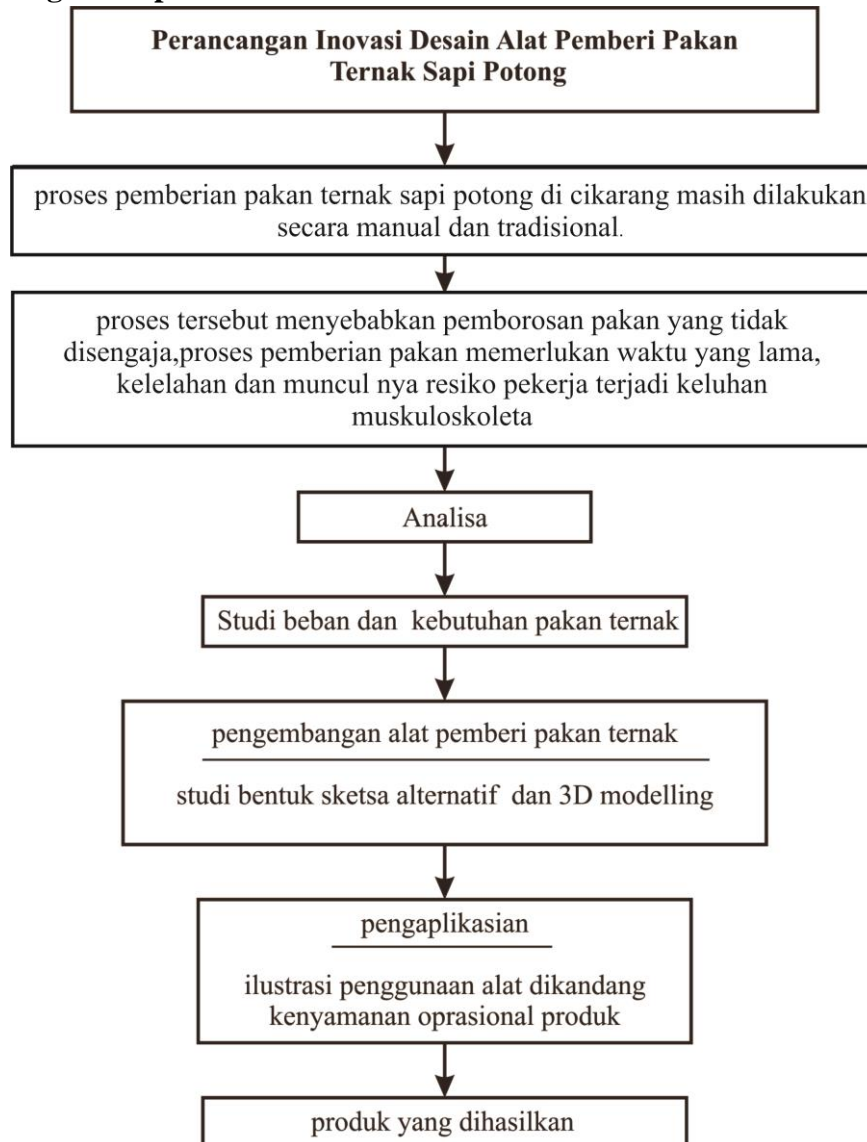 Perancangan Inovasi Desain Alat Pemberi Pakan
Ternak Sapi Potong
proses pemberian pakan ternak sapi potong di cikarang masih dilakukan
secara manual dan tradisional.
proses tersebut menyebabkan pemborosan pakan yang tidak
disengaja,proses pemberian pakan memerlukan waktu yang lama,
kelelahan dan muncul nya resiko pekerja terjadi keluhan
muskuloskoleta
Analisa
Studi beban dan kebutuhan pakan ternak
pengembangan alat pemberi pakan ternak
studi bentuk sketsa alternatif dan 3D modelling
pengaplikasian
ilustrasi penggunaan alat dikandang
kenyamanan oprasional produk
produk yang dihasilkan